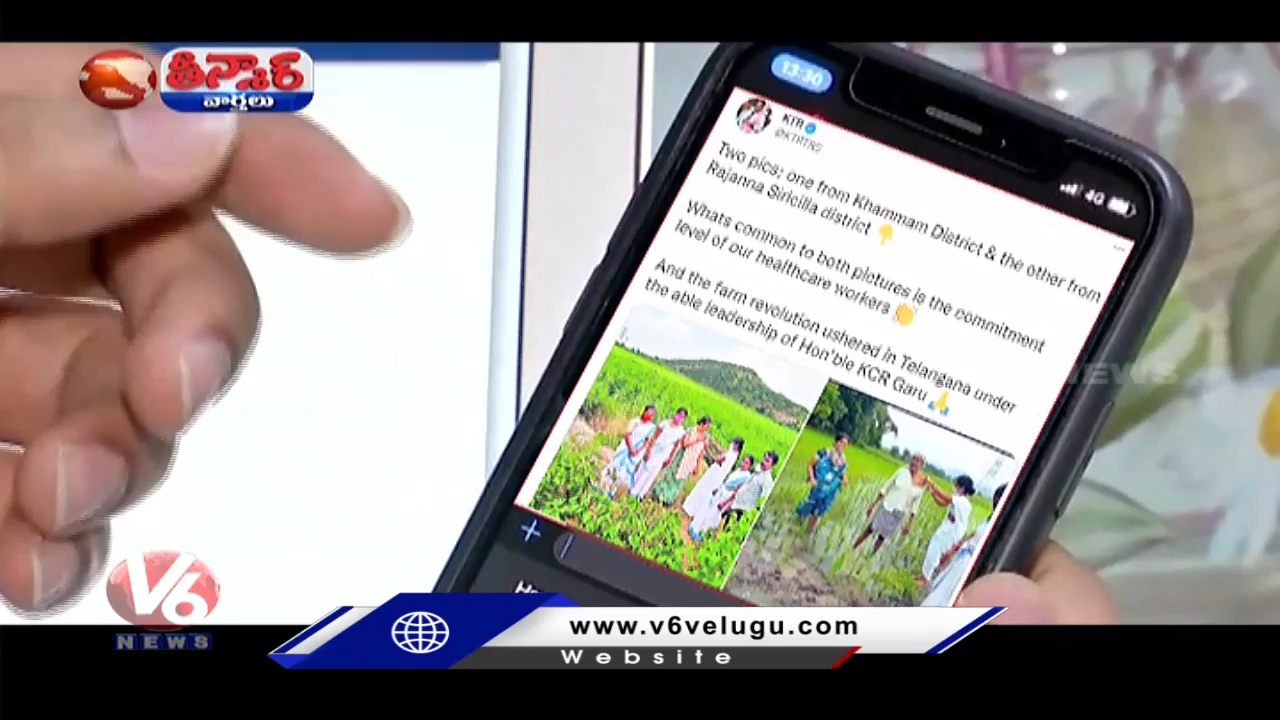 తీన్మార్
వార్తలు
13:30
4G
KTR
@KTRTRS
Two pics; one from Khammam District & the other from
Rajanna Siricilla district 👇
Whats common to both pictures is the commitment
level of our healthcare workers 👏
And the farm revolution ushered in Telangana under
the able leadership of Hon'ble KCR Garu 🙏
NEWS
V6
NEWS
www.v6velugu.com
Website